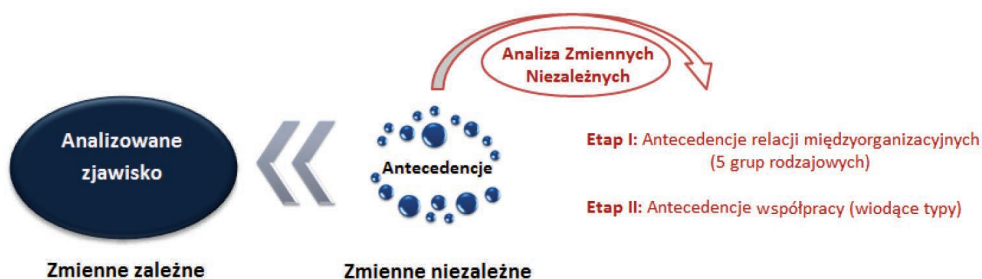 Analiza Zmiennych
Niezależnych
Analizowane
zjawisko
Antecedencje
Etap I: Antecedencje relacji międzyorganizacyjnych
(5 grup rodzajowych)
Etap II: Antecedencje współpracy (wiodące typy)
Zmienne zależne
Zmienne niezależne